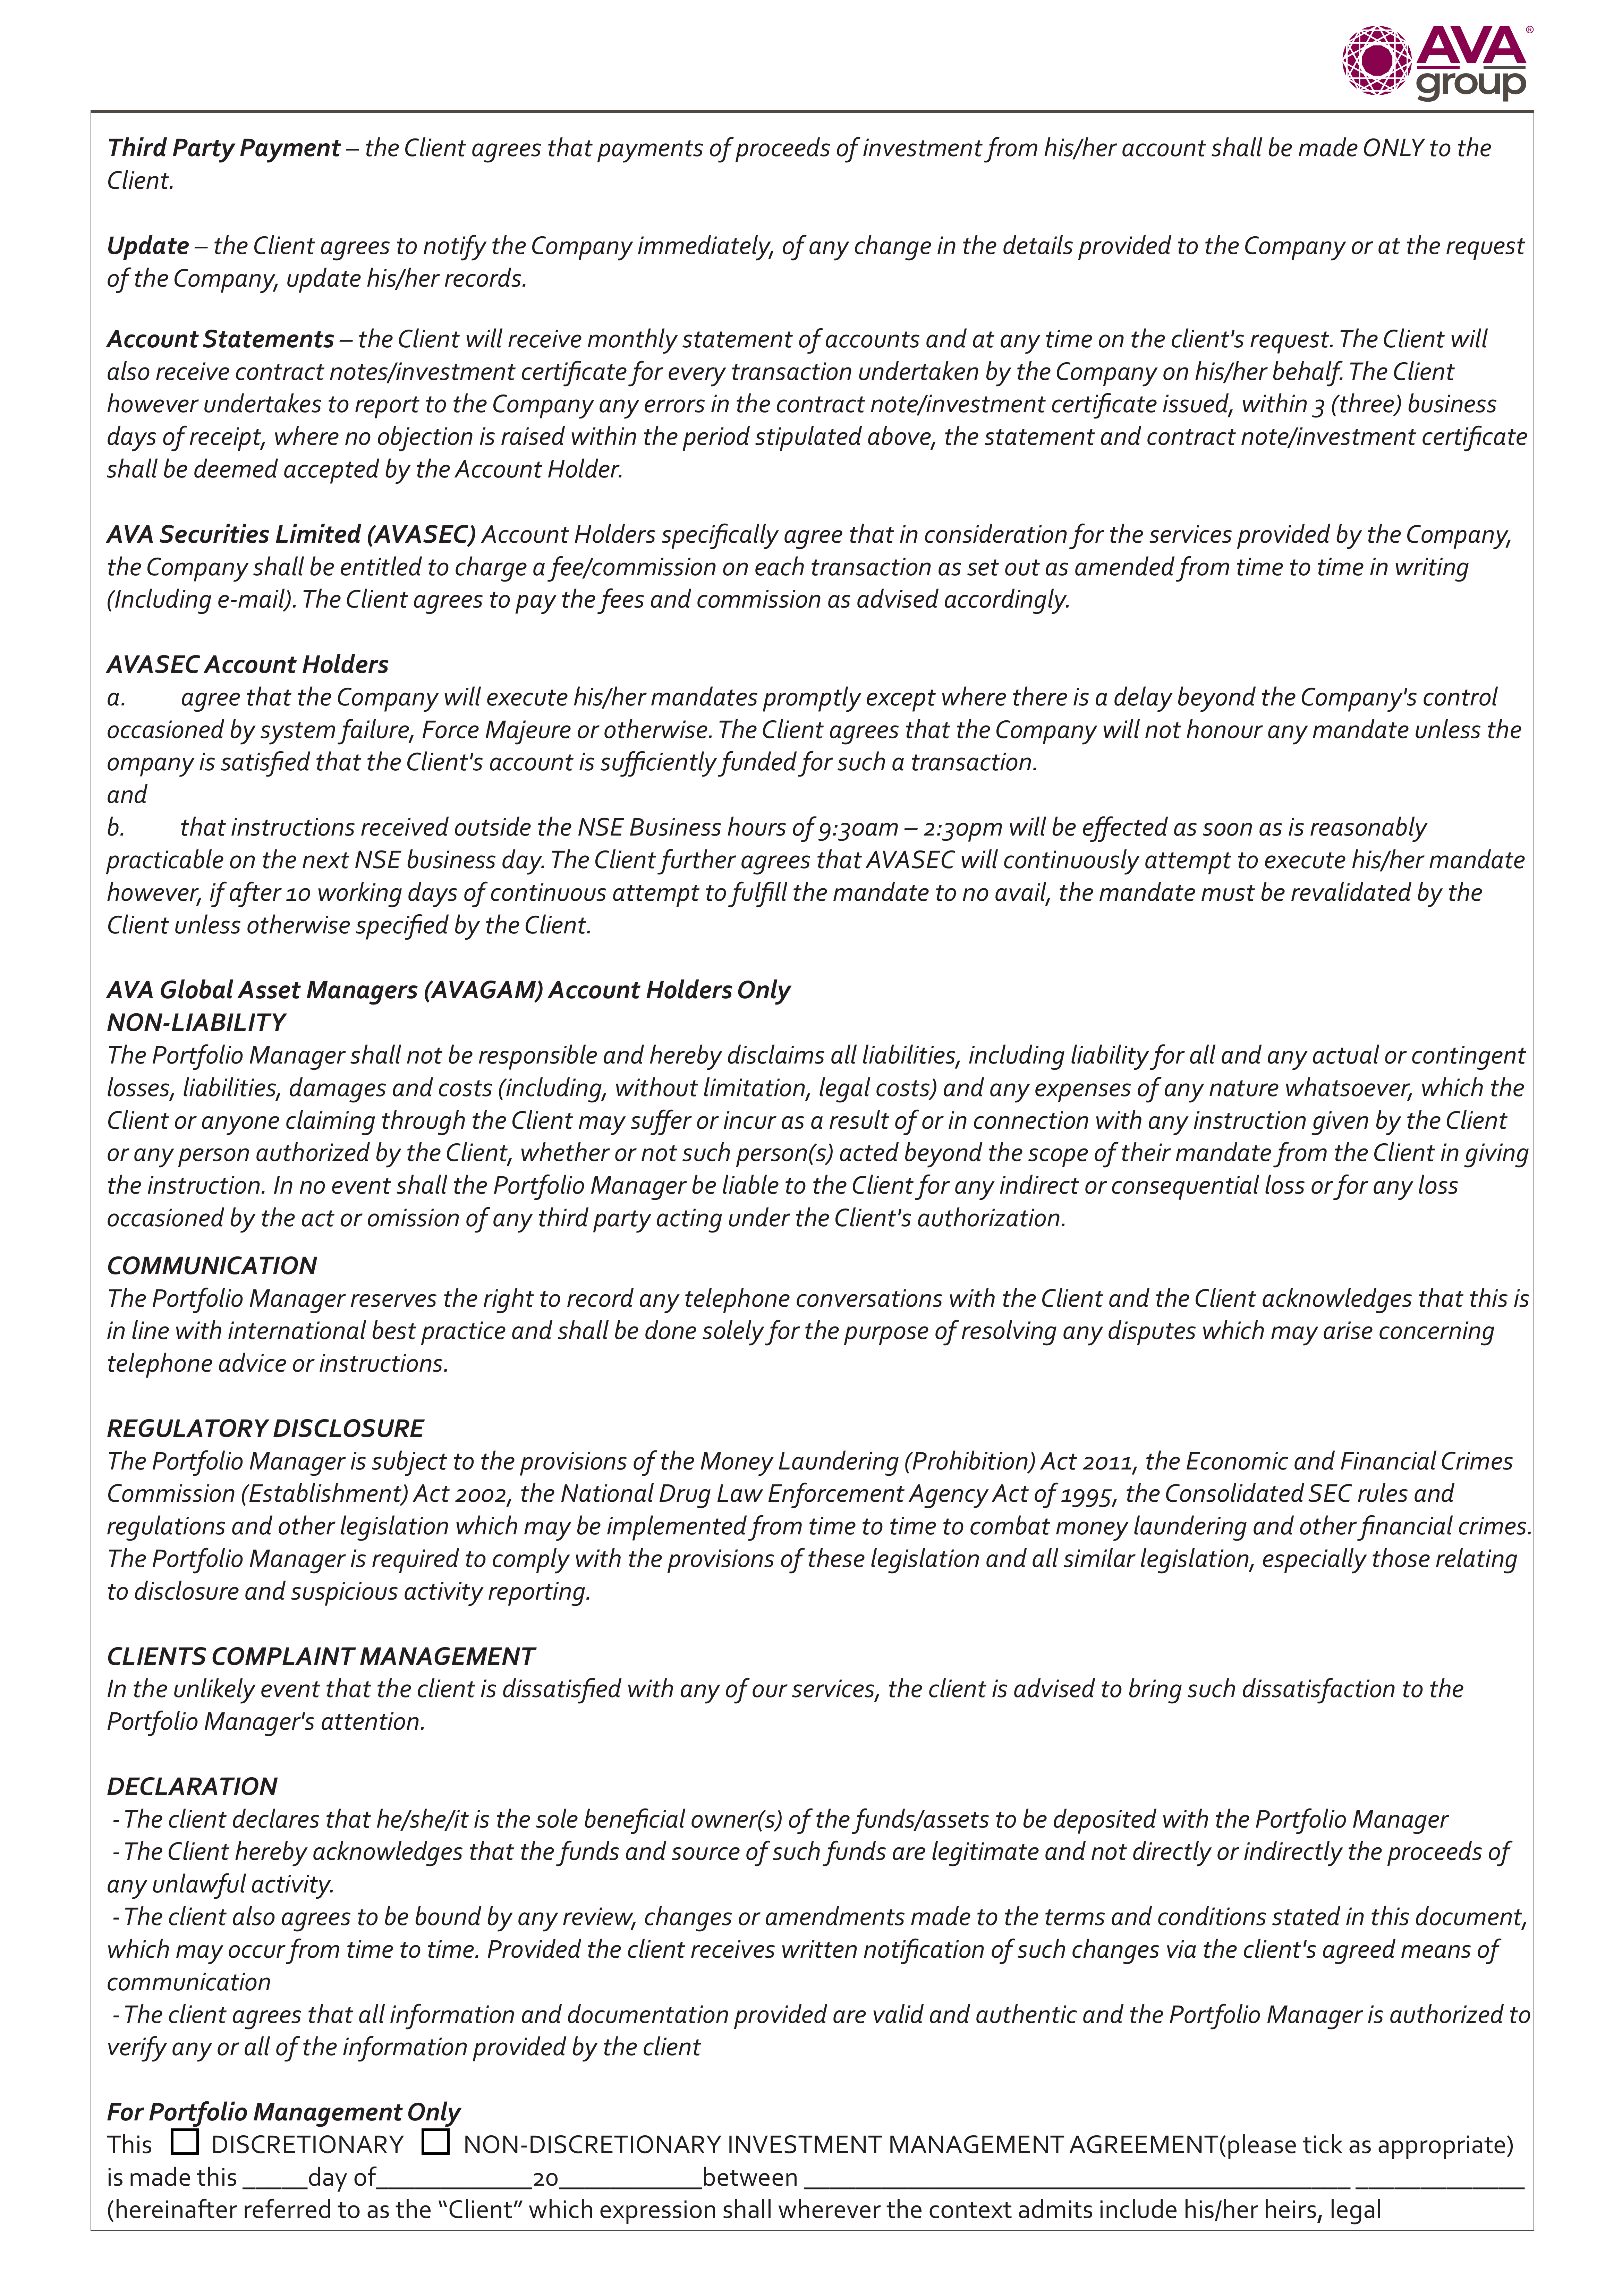 AVA®
group
Third Party Payment – the Client agrees that payments of proceeds of investment from his/her account shall be made ONLY to the
Client.
Update – the Client agrees to notify the Company immediately, of any change in the details provided to the Company or at the request
of the Company, update his/her records.
Account Statements – the Client will receive monthly statement of accounts and at any time on the client's request. The Client will
also receive contract notes/investment certificate for every transaction undertaken by the Company on his/her behalf. The Client
however undertakes to report to the Company any errors in the contract note/investment certificate issued, within 3 (three) business
days of receipt, where no objection is raised within the period stipulated above, the statement and contract note/investment certificate
shall be deemed accepted by the Account Holder.
AVA Securities Limited (AVASEC) Account Holders specifically agree that in consideration for the services provided by the Company,
the Company shall be entitled to charge a fee/commission on each transaction as set out as amended from time to time in writing
(Including e-mail). The Client agrees to pay the fees and commission as advised accordingly.
AVASEC Account Holders
a. agree that the Company will execute his/her mandates promptly except where there is a delay beyond the Company's control
occasioned by system failure, Force Majeure or otherwise. The Client agrees that the Company will not honour any mandate unless the
ompany is satisfied that the Client's account is sufficiently funded for such a transaction.
and
b. that instructions received outside the NSE Business hours of 9:30am – 2:30pm will be effected as soon as is reasonably
practicable on the next NSE business day. The Client further agrees that AVASEC will continuously attempt to execute his/her mandate
however, if after 10 working days of continuous attempt to fulfill the mandate to no avail, the mandate must be revalidated by the
Client unless otherwise specified by the Client.
AVA Global Asset Managers (AVAGAM) Account Holders Only
NON-LIABILITY
The Portfolio Manager shall not be responsible and hereby disclaims all liabilities, including liability for all and any actual or contingent
losses, liabilities, damages and costs (including, without limitation, legal costs) and any expenses of any nature whatsoever, which the
Client or anyone claiming through the Client may suffer or incur as a result of or in connection with any instruction given by the Client
or any person authorized by the Client, whether or not such person(s) acted beyond the scope of their mandate from the Client in giving
the instruction. In no event shall the Portfolio Manager be liable to the Client for any indirect or consequential loss or for any loss
occasioned by the act or omission of any third party acting under the Client's authorization.
COMMUNICATION
The Portfolio Manager reserves the right to record any telephone conversations with the Client and the Client acknowledges that this is
in line with international best practice and shall be done solely for the purpose of resolving any disputes which may arise concerning
telephone advice or instructions.
REGULATORY DISCLOSURE
The Portfolio Manager is subject to the provisions of the Money Laundering (Prohibition) Act 2011, the Economic and Financial Crimes
Commission (Establishment) Act 2002, the National Drug Law Enforcement Agency Act of 1995, the Consolidated SEC rules and
regulations and other legislation which may be implemented from time to time to combat money laundering and other financial crimes.
The Portfolio Manager is required to comply with the provisions of these legislation and all similar legislation, especially those relating
to disclosure and suspicious activity reporting.
CLIENTS COMPLAINT MANAGEMENT
In the unlikely event that the client is dissatisfied with any of our services, the client is advised to bring such dissatisfaction to the
Portfolio Manager's attention.
DECLARATION
- The client declares that he/she/it is the sole beneficial owner(s) of the funds/assets to be deposited with the Portfolio Manager
- The Client hereby acknowledges that the funds and source of such funds are legitimate and not directly or indirectly the proceeds of
any unlawful activity.
- The client also agrees to be bound by any review, changes or amendments made to the terms and conditions stated in this document,
which may occur from time to time. Provided the client receives written notification of such changes via the client's agreed means of
communication
- The client agrees that all information and documentation provided are valid and authentic and the Portfolio Manager is authorized to
verify any or all of the information provided by the client
For Portfolio Management Only
This ☐ DISCRETIONARY ☐ NON-DISCRETIONARY INVESTMENT MANAGEMENT AGREEMENT(please tick as appropriate)
is made this _____day of____________20___________between __________________________________________ _____________
(hereinafter referred to as the “Client” which expression shall wherever the context admits include his/her heirs, legal